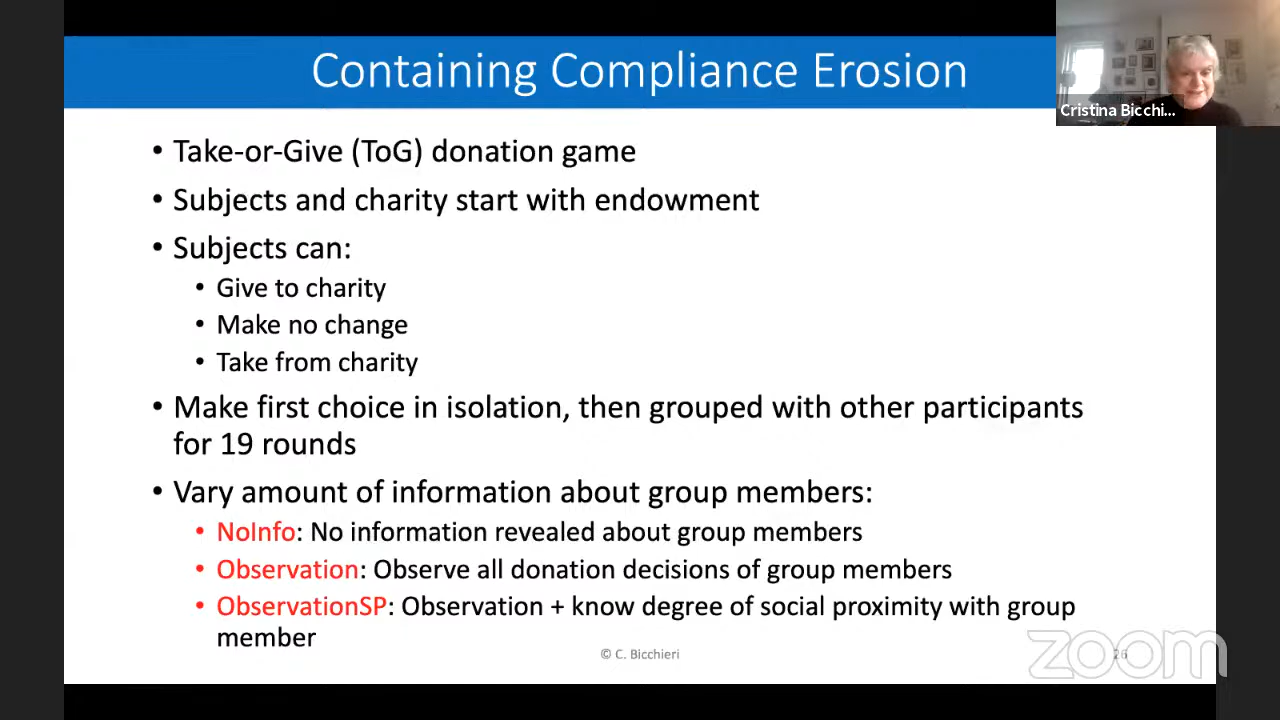 Containing Compliance Erosion
Cristina Bicchi...
• Take-or-Give (ToG) donation game
• Subjects and charity start with endowment
• Subjects can:
• Give to charity
• Make no change
• Take from charity
• Make first choice in isolation, then grouped with other participants
for 19 rounds
• Vary amount of information about group members:
• NoInfo: No information revealed about group members
• Observation: Observe all donation decisions of group members
• ObservationSP: Observation + know degree of social proximity with group
member
© C. Bicchieri
26
zoom